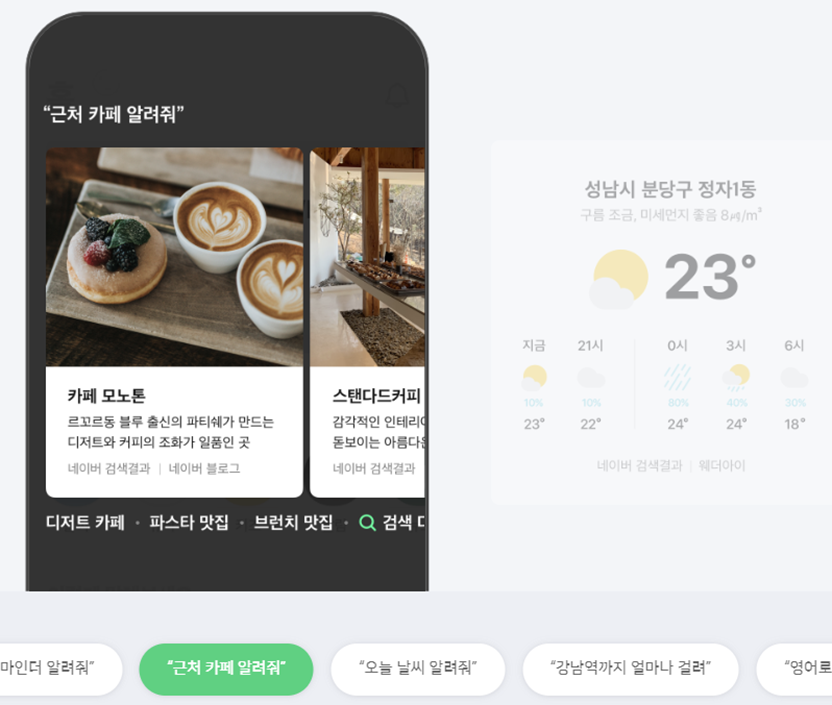 “근처 카페 알려줘”
카페 모노톤
르꼬르동 블루 출신의 파티쉐가 만드는
디저트와 커피의 조화가 일품인 곳
네이버 검색결과 | 네이버 블로그
스탠다드커피
감각적인 인테리어
돋보이는 아름다운
네이버 검색결과
디저트 카페 • 파스타 맛집 • 브런치 맛집 • 검색
성남시 분당구 정자1동
구름 조금, 미세먼지 좋음 8㎍/m³
23°
지금 21시 0시 3시 6시
10% 10% 80% 40% 30%
23° 22° 24° 24° 18°
네이버 검색결과 | 웨더아이
마인더 알려줘” “근처 카페 알려줘” “오늘 날씨 알려줘” “강남역까지 얼마나 걸려” “영어로